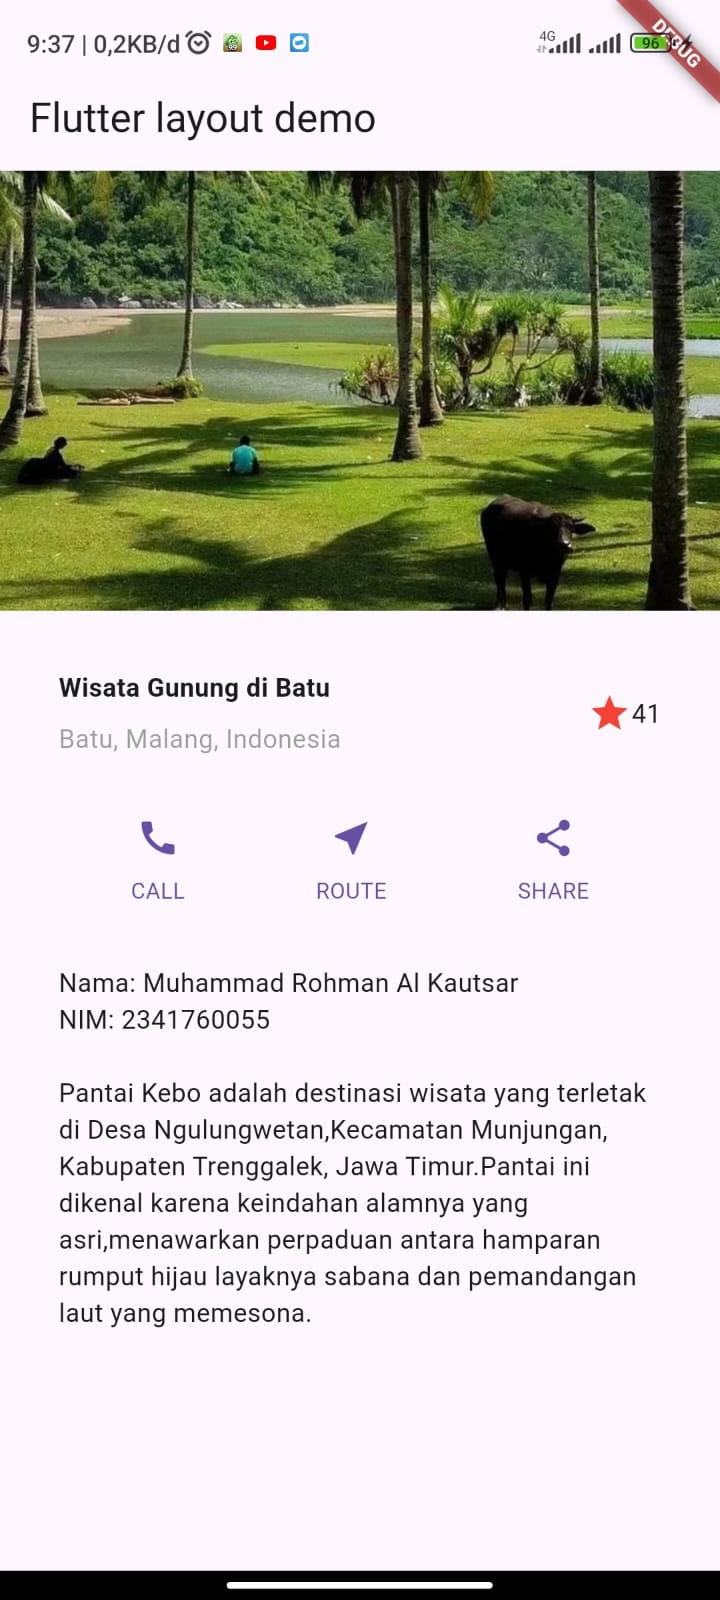 9:37 | 0,2KB/d
4G
96
DEBUG
Flutter layout demo
Wisata Gunung di Batu
41
Batu, Malang, Indonesia
CALL
ROUTE
SHARE
Nama: Muhammad Rohman Al Kautsar
NIM: 2341760055
Pantai Kebo adalah destinasi wisata yang terletak
di Desa Ngulungwetan,Kecamatan Munjungan,
Kabupaten Trenggalek, Jawa Timur.Pantai ini
dikenal karena keindahan alamnya yang
asri,menawarkan perpaduan antara hamparan
rumput hijau layaknya sabana dan pemandangan
laut yang memesona.